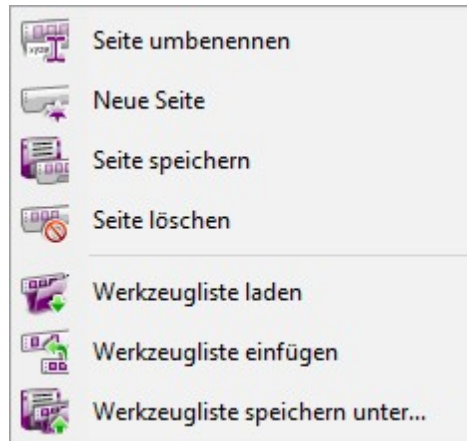 Seite umbenennen
Neue Seite
Seite speichern
Seite löschen
Werkzeugliste laden
Werkzeugliste einfügen
Werkzeugliste speichern unter...